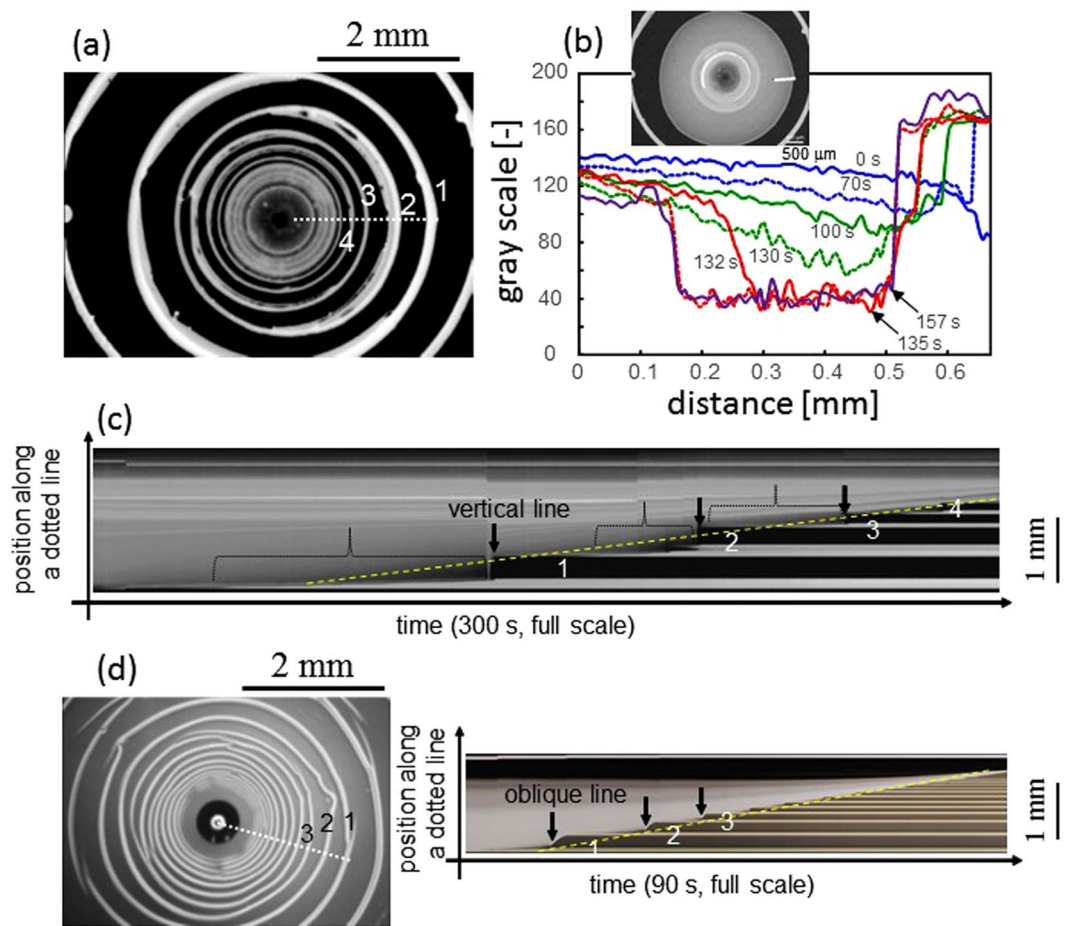 (a)
2 mm
1
2
3
4
(b)
200
160
120
80
40
0
gray scale [-]
500 μm
0 s
70s
100 s
130 s
132 s
157 s
135 s
0
0.1
0.2
0.3
0.4
0.5
0.6
distance [mm]
(c)
position along
a dotted line
vertical line
1
2
3
4
1 mm
time (300 s, full scale)
(d)
2 mm
3
2
1
position along
a dotted line
oblique line
1
2
3
1 mm
time (90 s, full scale)